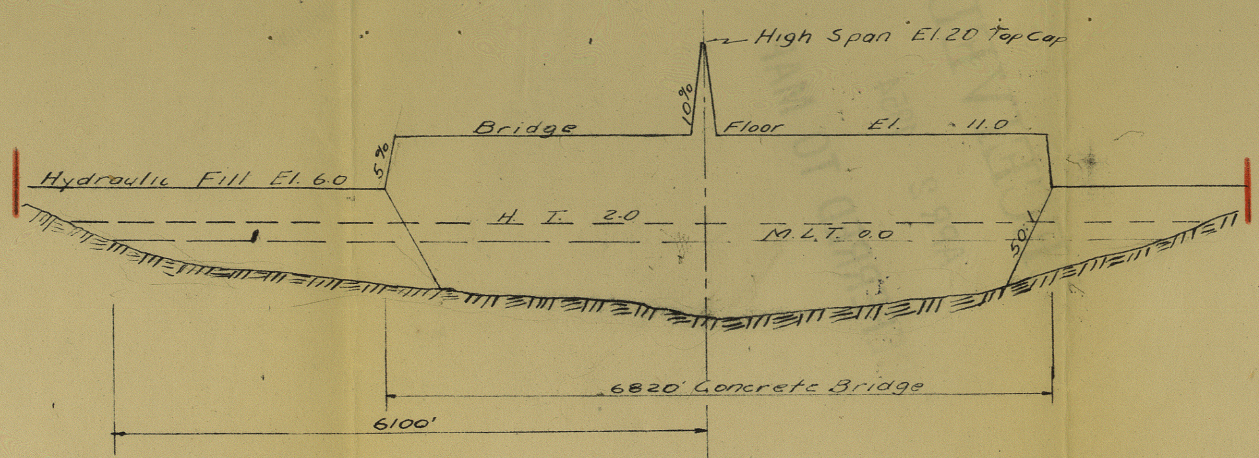 High Span El.20 Top Cap
10%
Bridge Floor El. 11.0
5%
Hydraulic Fill El. 6.0
H. T. 2.0
M.L.T. 0.0
50:1
6820' Concrete Bridge
6100'